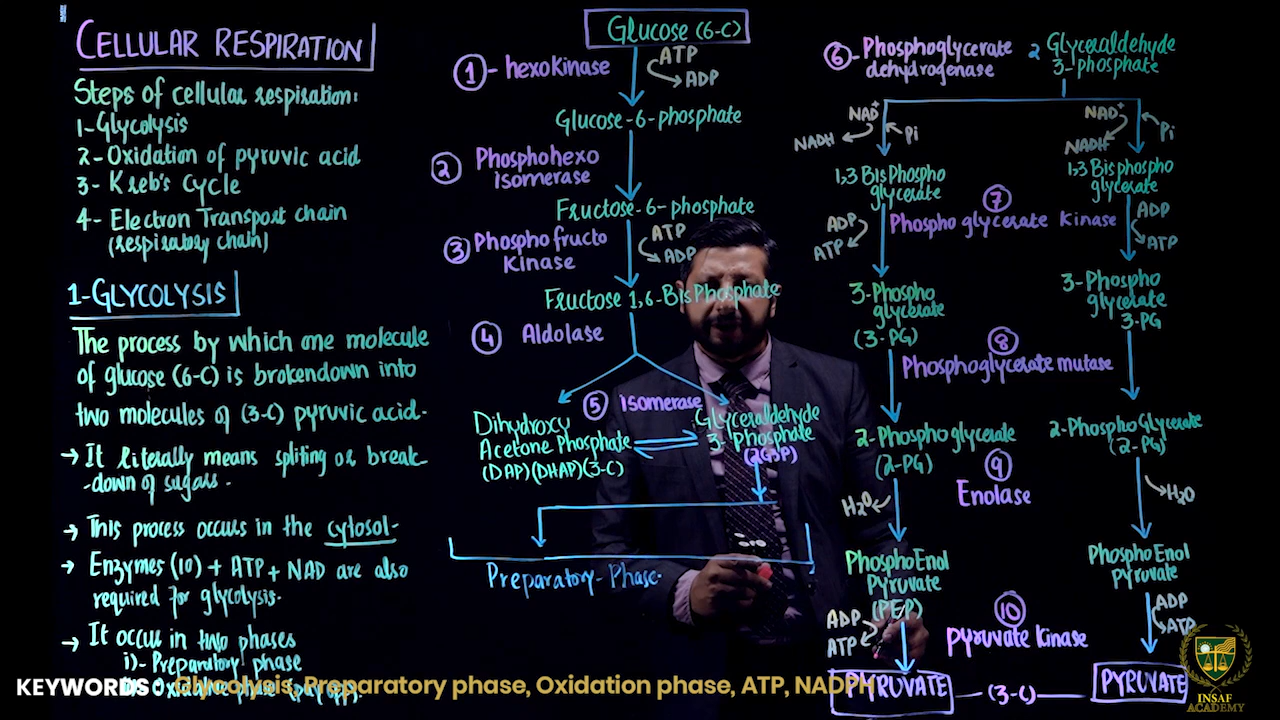 CELLULAR RESPIRATION
Steps of cellular respiration:
1-Glycolysis
2-Oxidation of pyruvic acid
3- Kreb's Cycle
4- Electron Transport chain
(respiratory chain)
1-GLYCOLYSIS
The process by which one molecule
of glucose (6-C) is brokendown into
two molecules of (3-C) pyruvic acid-
→ It literally means spliting or break
-down of sugars.
→ This process occurs in the cytosol-
→ Enzymes (10) + ATP + NAD are also
required for glycolysis.
→ It occur in two phases
i)- Preparatory phase
Glucose (6-C)
1 - hexokinase
ATP
ADP
Glucose-6-phosphate
2 Phosphohexo
isomerase
Fructose-6-phosphate
3 Phosphofructo
Kinase
ATP
ADP
Fructose 1,6-BisPhosphate
4 Aldolase
5 isomerase
Dihydroxy
Acetone Phosphate
(DAP)(DHAP)(3-C)
Glyceraldehyde
3-Phosphate
(2G3P)
Preparatory-Phase-
6 - Phosphoglycerate
dehydrogenase
2 Glyceraldehyde
3-phosphate
NAD+
NADH
Pi
NAD+
NADH
Pi
1,3 Bisphospho
glycerate
1,3 Bisphospho
glycerate
7
Phospho glycerate Kinase
ADP
ATP
ADP
ATP
3-Phospho
glycerate
(3-PG)
3-Phospho
glycerate
3-PG
8
Phosphoglycerate mutase
2-Phospho glycerate
(2-PG)
2-Phospho Glycerate
(2-PG)
9
Enolase
H2O
H2O
PhosphoEnol
Pyruvate
(PEP)
PhosphoEnol
Pyruvate
10
pyruvate kinase
ADP
ATP
ADP
ATP
PYRUVATE
(3-C)
PYRUVATE
KEYWORDS : Glycolysis, Preparatory phase, Oxidation phase, ATP, NADPH
INSAF
ACADEMY